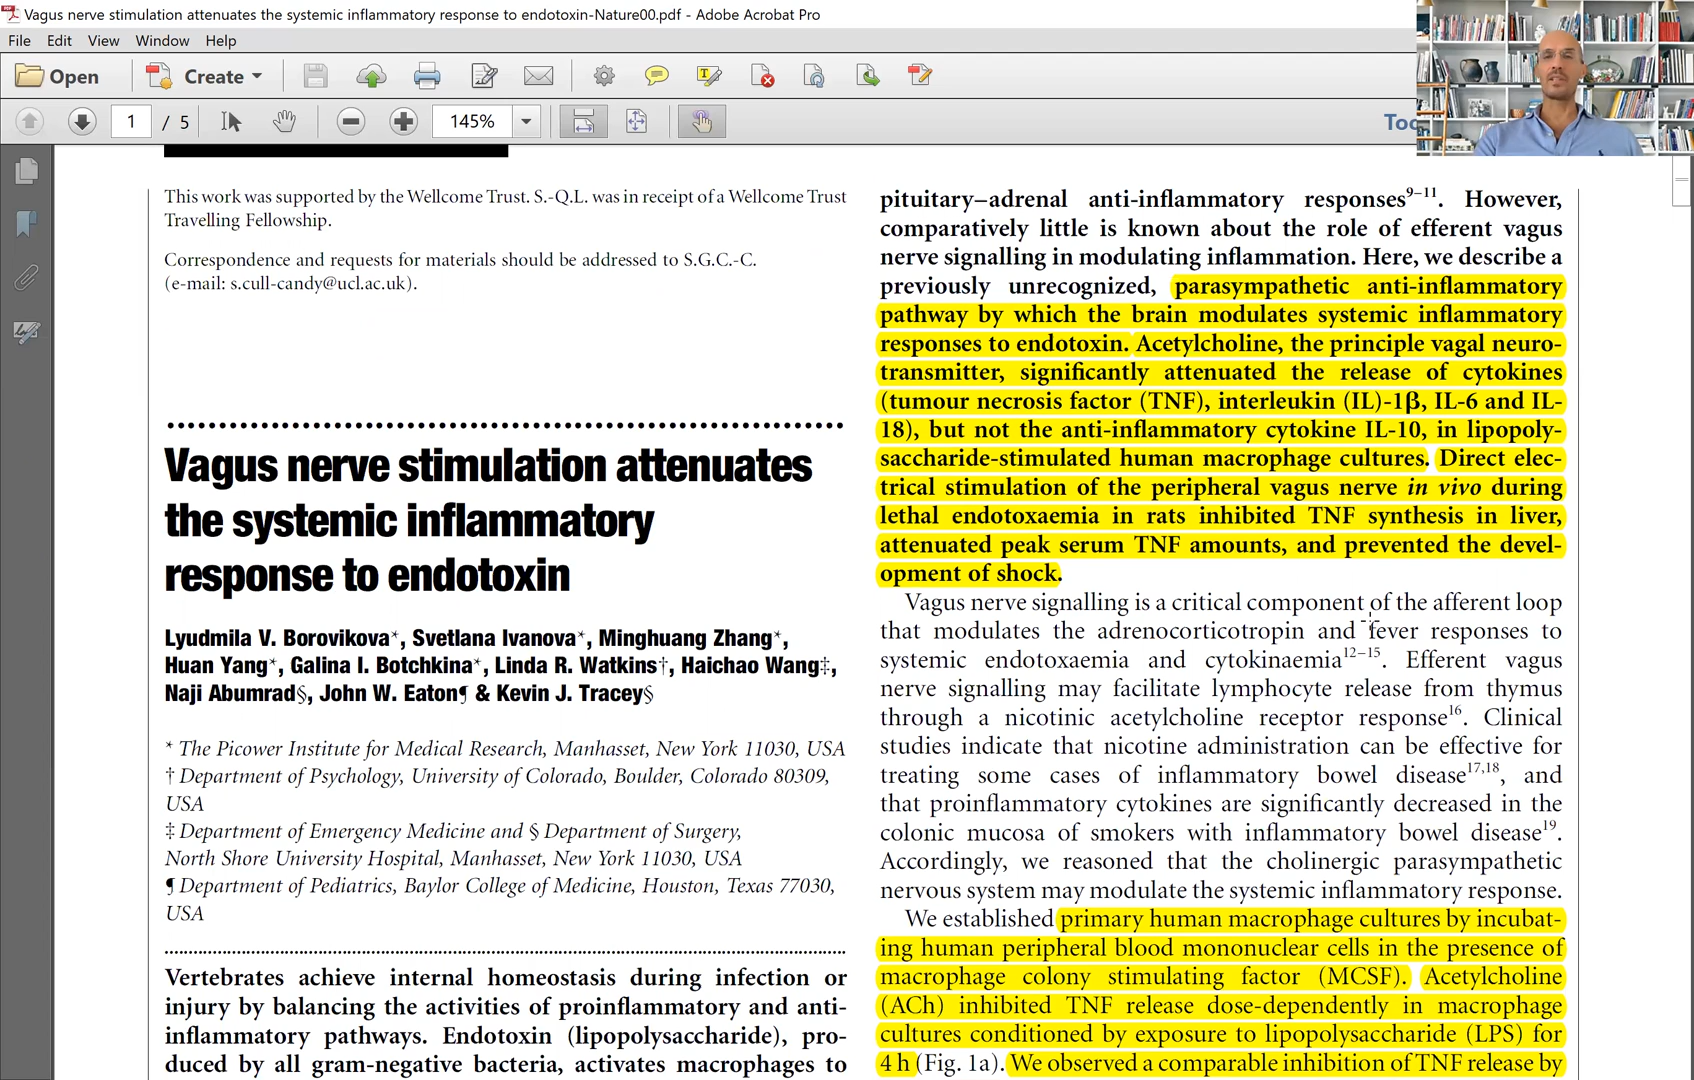 Vagus nerve stimulation attenuates the systemic inflammatory response to endotoxin-Nature00.pdf - Adobe Acrobat Pro
File Edit View Window Help
Open Create
1 / 5 145% Too
This work was supported by the Wellcome Trust. S.-Q.L. was in receipt of a Wellcome Trust
Travelling Fellowship.
Correspondence and requests for materials should be addressed to S.G.C.-C.
(e-mail: s.cull-candy@ucl.ac.uk).
Vagus nerve stimulation attenuates
the systemic inflammatory
response to endotoxin
Lyudmila V. Borovikova*, Svetlana Ivanova*, Minghuang Zhang*,
Huan Yang*, Galina I. Botchkina*, Linda R. Watkins†, Haichao Wang‡,
Naji Abumrad§, John W. Eaton¶ & Kevin J. Tracey§
* The Picower Institute for Medical Research, Manhasset, New York 11030, USA
† Department of Psychology, University of Colorado, Boulder, Colorado 80309,
USA
‡ Department of Emergency Medicine and § Department of Surgery,
North Shore University Hospital, Manhasset, New York 11030, USA
¶ Department of Pediatrics, Baylor College of Medicine, Houston, Texas 77030,
USA
Vertebrates achieve internal homeostasis during infection or
injury by balancing the activities of proinflammatory and anti-
inflammatory pathways. Endotoxin (lipopolysaccharide), pro-
duced by all gram-negative bacteria, activates macrophages to
pituitary–adrenal anti-inflammatory responses9–11. However,
comparatively little is known about the role of efferent vagus
nerve signalling in modulating inflammation. Here, we describe a
previously unrecognized, parasympathetic anti-inflammatory
pathway by which the brain modulates systemic inflammatory
responses to endotoxin. Acetylcholine, the principle vagal neuro-
transmitter, significantly attenuated the release of cytokines
(tumour necrosis factor (TNF), interleukin (IL)-1β, IL-6 and IL-
18), but not the anti-inflammatory cytokine IL-10, in lipopoly-
saccharide-stimulated human macrophage cultures. Direct elec-
trical stimulation of the peripheral vagus nerve in vivo during
lethal endotoxaemia in rats inhibited TNF synthesis in liver,
attenuated peak serum TNF amounts, and prevented the devel-
opment of shock.
Vagus nerve signalling is a critical component of the afferent loop
that modulates the adrenocorticotropin and fever responses to
systemic endotoxaemia and cytokinaemia12–15. Efferent vagus
nerve signalling may facilitate lymphocyte release from thymus
through a nicotinic acetylcholine receptor response16. Clinical
studies indicate that nicotine administration can be effective for
treating some cases of inflammatory bowel disease17,18, and
that proinflammatory cytokines are significantly decreased in the
colonic mucosa of smokers with inflammatory bowel disease19.
Accordingly, we reasoned that the cholinergic parasympathetic
nervous system may modulate the systemic inflammatory response.
We established primary human macrophage cultures by incubat-
ing human peripheral blood mononuclear cells in the presence of
macrophage colony stimulating factor (MCSF). Acetylcholine
(ACh) inhibited TNF release dose-dependently in macrophage
cultures conditioned by exposure to lipopolysaccharide (LPS) for
4 h (Fig. 1a). We observed a comparable inhibition of TNF release by